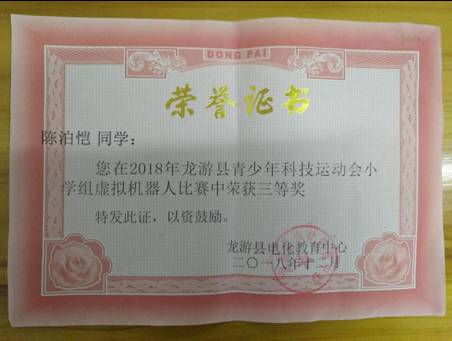 DONG PAI
荣誉证书
陈泊恺 同学：
您在2018年龙游县青少年科技运动会小
学组虚拟机器人比赛中荣获三等奖
特发此证，以资鼓励。
龙游县电化教育中心
二〇一八年十二月